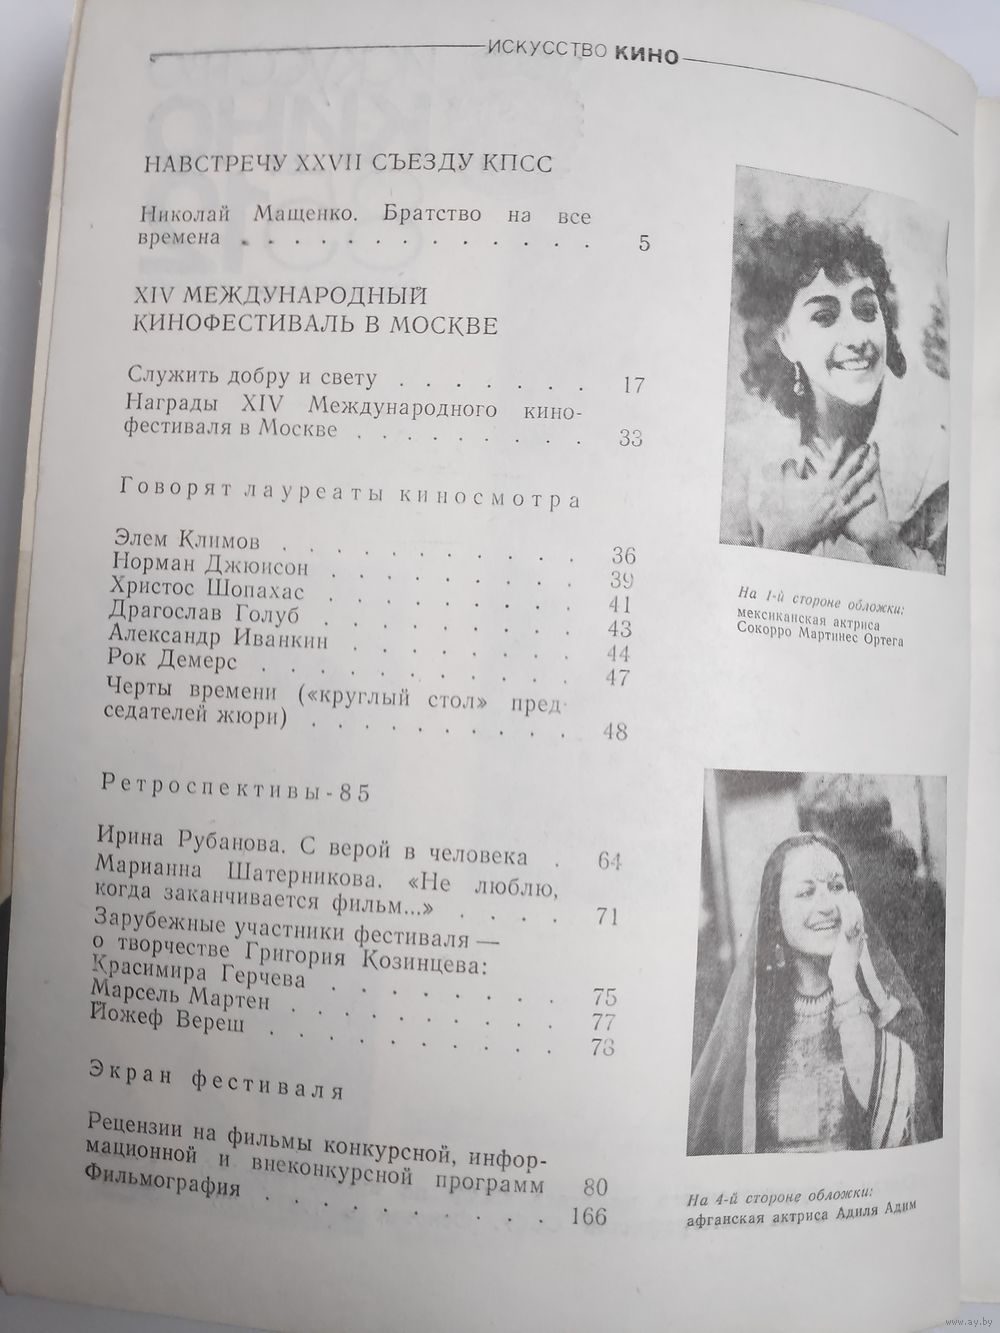 ИСКУССТВО КИНО
НАВСТРЕЧУ XXVII СЪЕЗДУ КПСС
Николай Мащенко. Братство на все
времена . . . . . . . . . . . . . 5
XIV МЕЖДУНАРОДНЫЙ
КИНОФЕСТИВАЛЬ В МОСКВЕ
Служить добру и свету . . . . . . . 17
Награды XIV Международного кино-
фестиваля в Москве . . . . . . . . . 33
Говорят лауреаты киносмотра
Элем Климов . . . . . . . . . . . 36
Норман Джюисон . . . . . . . . . 39
Христос Шопахас . . . . . . . . . 41
Драгослав Голуб . . . . . . . . . 43
Александр Иванкин . . . . . . . . 44
Рок Демерс . . . . . . . . . . . 47
Черты времени («круглый стол» пред-
седателей жюри) . . . . . . . . . . 48
Ретроспективы-85
Ирина Рубанова. С верой в человека . 64
Марианна Шатерникова. «Не люблю,
когда заканчивается фильм...» . . . . 71
Зарубежные участники фестиваля —
о творчестве Григория Козинцева:
Красимира Герчева . . . . . . . . 75
Марсель Мартен . . . . . . . . . 77
Йожеф Вереш . . . . . . . . . . 78
Экран фестиваля
Рецензии на фильмы конкурсной, инфор-
мационной и внеконкурсной программ 80
Фильмография . . . . . . . . . . 166
На 1-й стороне обложки:
мексиканская актриса
Сокорро Мартинес Ортега
На 4-й стороне обложки:
афганская актриса Адиля Адим
www.ay.by